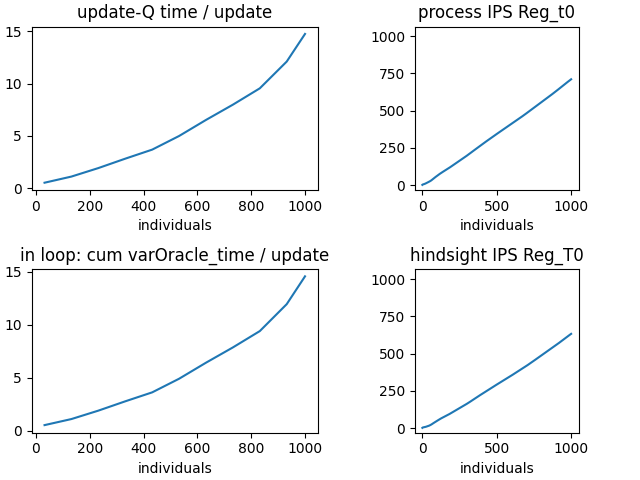 update-Q time / update
15
10
5
0
0 200 400 600 800 1000
individuals
process IPS Reg_t0
1000
750
500
250
0
0 500 1000
individuals
in loop: cum varOracle_time / update
15
10
5
0
0 200 400 600 800 1000
individuals
hindsight IPS Reg_T0
1000
750
500
250
0
0 500 1000
individuals